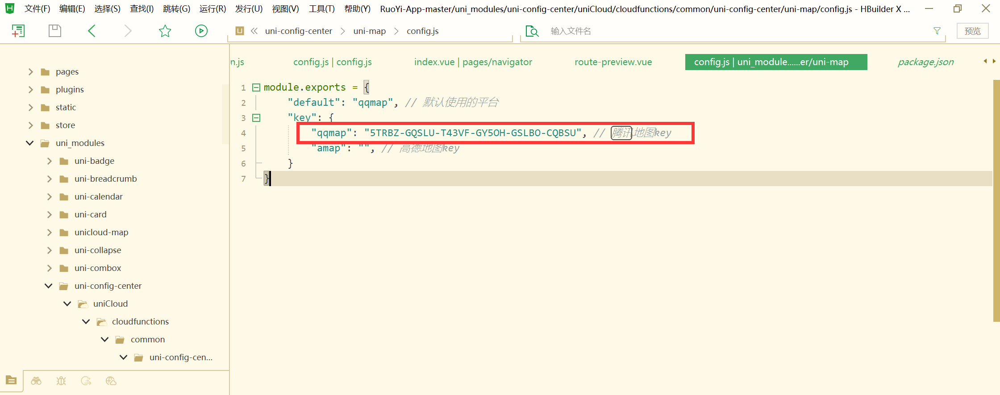 文件(F) 编辑(E) 选择(S) 查找(I) 跳转(G) 运行(R) 发行(U) 视图(V) 工具(T) 帮助(Y) RuoYi-App-master/uni_modules/uni-config-center/uniCloud/cloudfunctions/common/uni-config-center/uni-map/config.js - HBuilder X ...
U uni-config-center uni-map config.js 输入文件名 预览
n.js config.js | config.js index.vue | pages/navigator route-preview.vue config.js | uni_module......er/uni-map package.json
pages
plugins
static
store
uni_modules
uni-badge
uni-breadcrumb
uni-calendar
uni-card
unicloud-map
uni-collapse
uni-combox
uni-config-center
uniCloud
cloudfunctions
common
uni-config-cen...
1 module.exports = {
2 "default": "qqmap", // 默认使用的平台
3 "key": {
4 "qqmap": "5TRBZ-GQSLU-T43VF-GY5OH-GSLBO-CQBSU", // 腾讯地图key
5 "amap": "", // 高德地图key
6 }
7 }